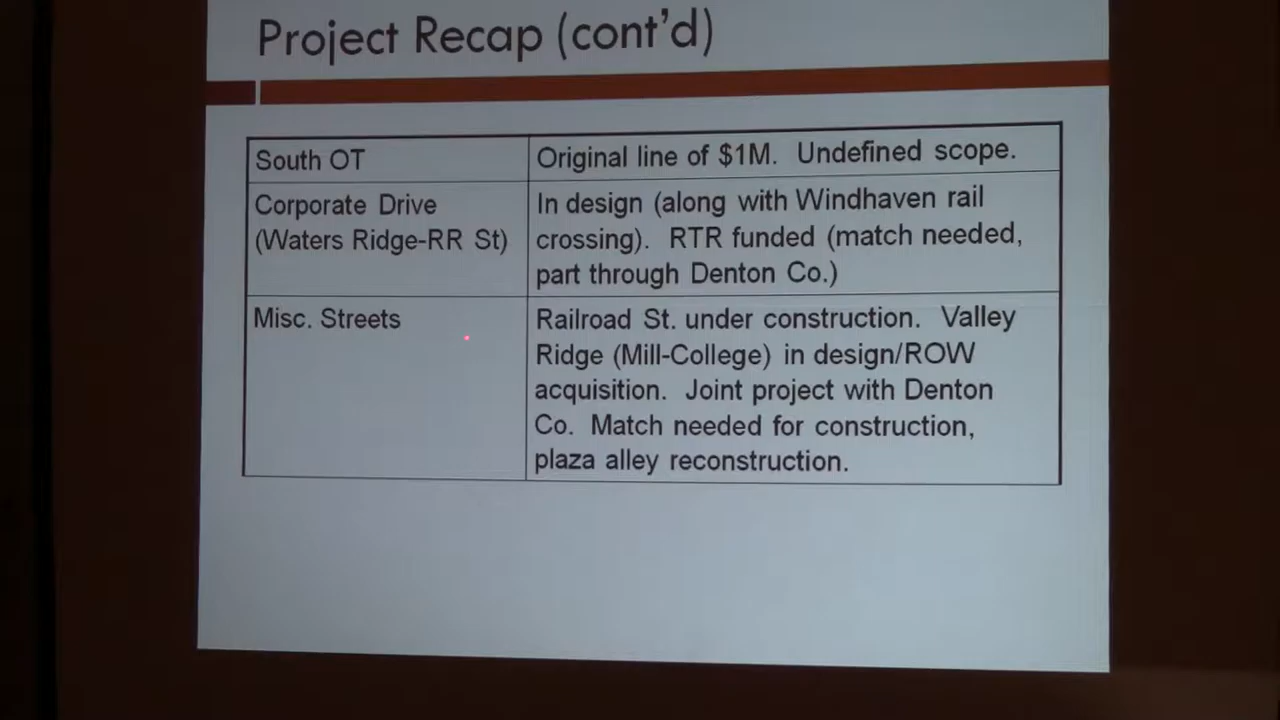 Project Recap (cont'd)
South OT
Original line of $1M. Undefined scope.
Corporate Drive
(Waters Ridge-RR St)
In design (along with Windhaven rail
crossing). RTR funded (match needed,
part through Denton Co.)
Misc. Streets
Railroad St. under construction. Valley
Ridge (Mill-College) in design/ROW
acquisition. Joint project with Denton
Co. Match needed for construction,
plaza alley reconstruction.